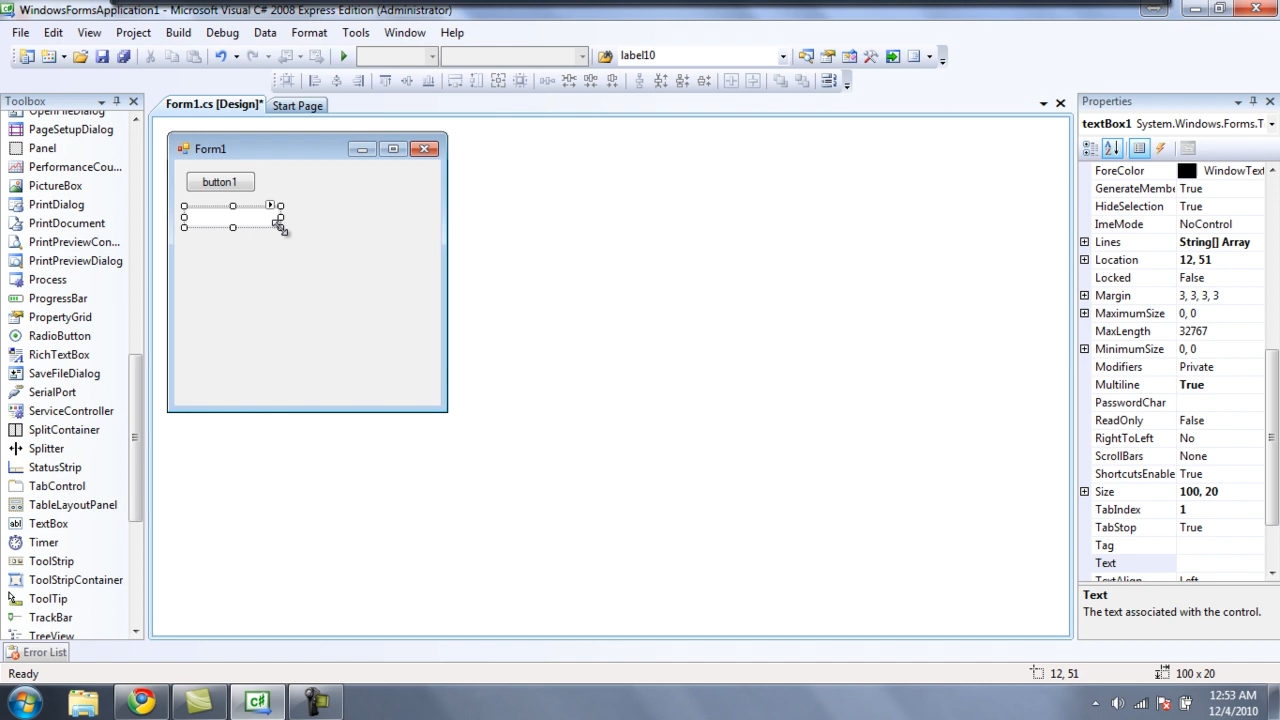 WindowsFormsApplication1 - Microsoft Visual C# 2008 Express Edition (Administrator)
File Edit View Project Build Debug Data Format Tools Window Help
label10
Toolbox
Form1.cs [Design]* Start Page
Properties
OpenFileDialog
PageSetupDialog
Panel
PerformanceCou...
PictureBox
PrintDialog
PrintDocument
PrintPreviewCon...
PrintPreviewDialog
Process
ProgressBar
PropertyGrid
RadioButton
RichTextBox
SaveFileDialog
SerialPort
ServiceController
SplitContainer
Splitter
StatusStrip
TabControl
TableLayoutPanel
TextBox
Timer
ToolStrip
ToolStripContainer
ToolTip
TrackBar
TreeView
Form1
button1
textBox1 System.Windows.Forms.T
ForeColor WindowText
GenerateMembe True
HideSelection True
ImeMode NoControl
Lines String[] Array
Location 12, 51
Locked False
Margin 3, 3, 3, 3
MaximumSize 0, 0
MaxLength 32767
MinimumSize 0, 0
Modifiers Private
Multiline True
PasswordChar
ReadOnly False
RightToLeft No
ScrollBars None
ShortcutsEnable True
Size 100, 20
TabIndex 1
TabStop True
Tag
Text
TextAlign Left
Text
The text associated with the control.
Error List
Ready
12, 51
100 x 20
12:53 AM
12/4/2010